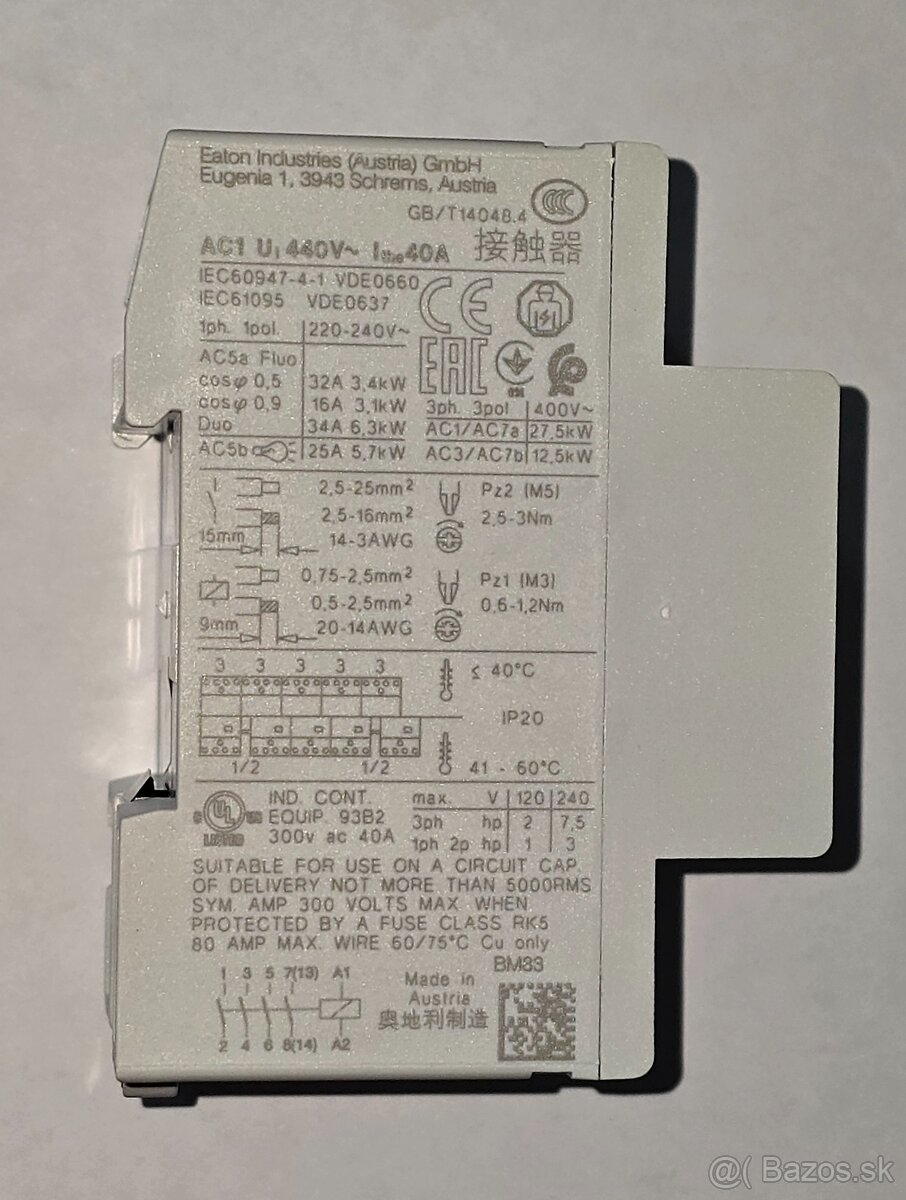 Eaton Industries (Austria) GmbH
Eugenia 1, 3943 Schrems, Austria
GB/T14048.4
CCC
AC1 Ui 440V~ Ithe40A 接触器
IEC60947-4-1 VDE0660
IEC61095 VDE0637
CE
1ph. 1pol. 220-240V~
EAC
AC5a Fluo
cosφ 0,5 32A 3,4kW
cosφ 0,9 16A 3,1kW
Duo 34A 6,3kW
AC5b 25A 5,7kW
3ph. 3pol 400V~
AC1/AC7a 27,5kW
AC3/AC7b 12,5kW
2,5-25mm² Pz2 (M5)
2,5-16mm² 2,5-3Nm
15mm 14-3AWG
0,75-2,5mm² Pz1 (M3)
0,5-2,5mm² 0,6-1,2Nm
9mm 20-14AWG
3 3 3 3 3 ≤ 40°C
IP20
1/2 1/2 41 - 60°C
c UL us LISTED
IND. CONT.
EQUIP. 93B2
300v ac 40A
max. V 120 240
3ph hp 2 7,5
1ph 2p hp 1 3
SUITABLE FOR USE ON A CIRCUIT CAP.
OF DELIVERY NOT MORE THAN 5000RMS
SYM. AMP 300 VOLTS MAX. WHEN
PROTECTED BY A FUSE CLASS RK5
80 AMP MAX. WIRE 60/75°C Cu only
BM33
1 3 5 7(13) A1
2 4 6 8(14) A2
Made in
Austria
奥地利制造
@( Bazos.sk